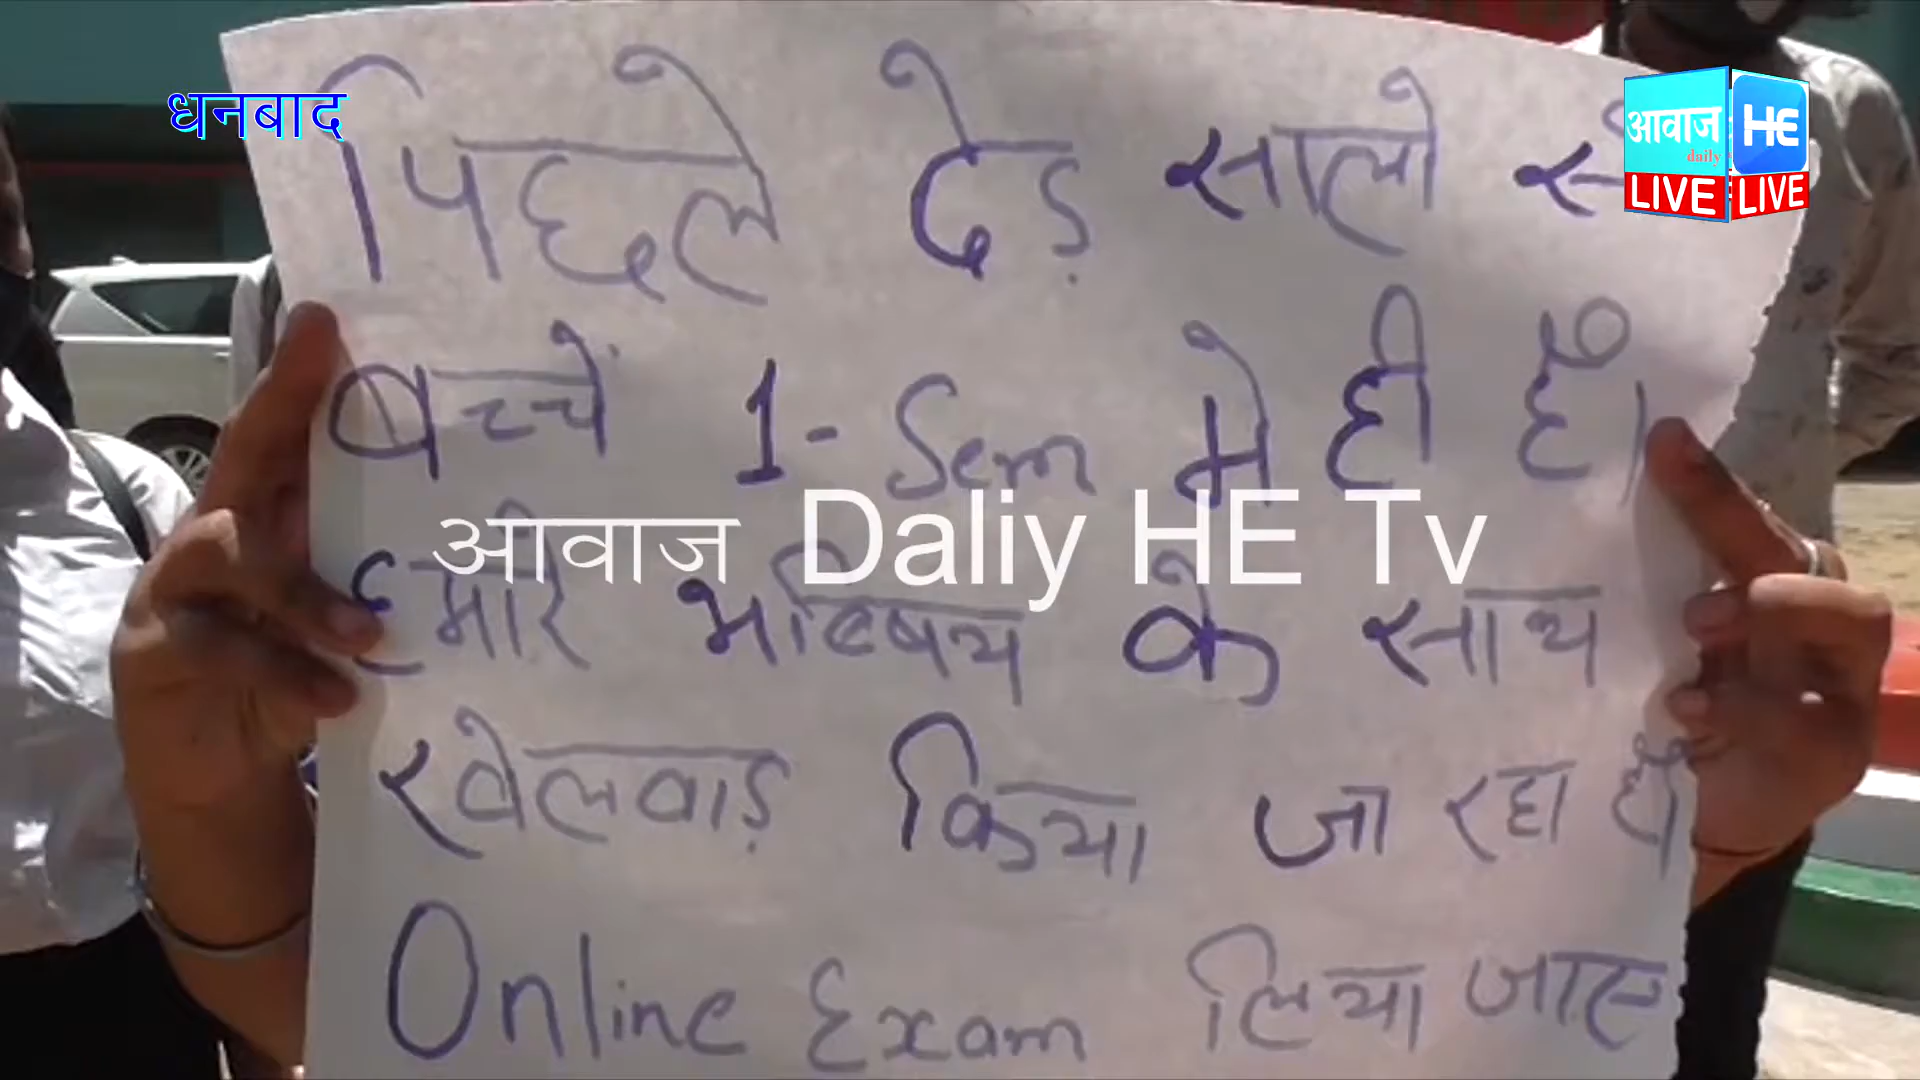 धनबाद
आवाज
daily
HE
LIVE
LIVE
पिछले देड़ सालो से
बच्चें 1-Sem मे ही हैं।
आवाज Daliy HE Tv
हमारे भविष्य के साथ
खेलवाड़ किया जा रहा हैं।
Online Exam लिया जाए